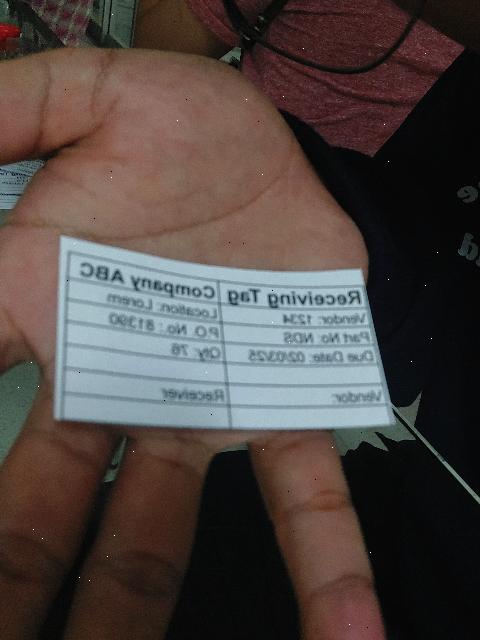 Receiving Tag Company ABC
Vendor: 1234 Location: Lorem
Part No: NDS P.O. No.: 81390
Due Date: 02/03/25 Qty: 76
Vendor: Receiver